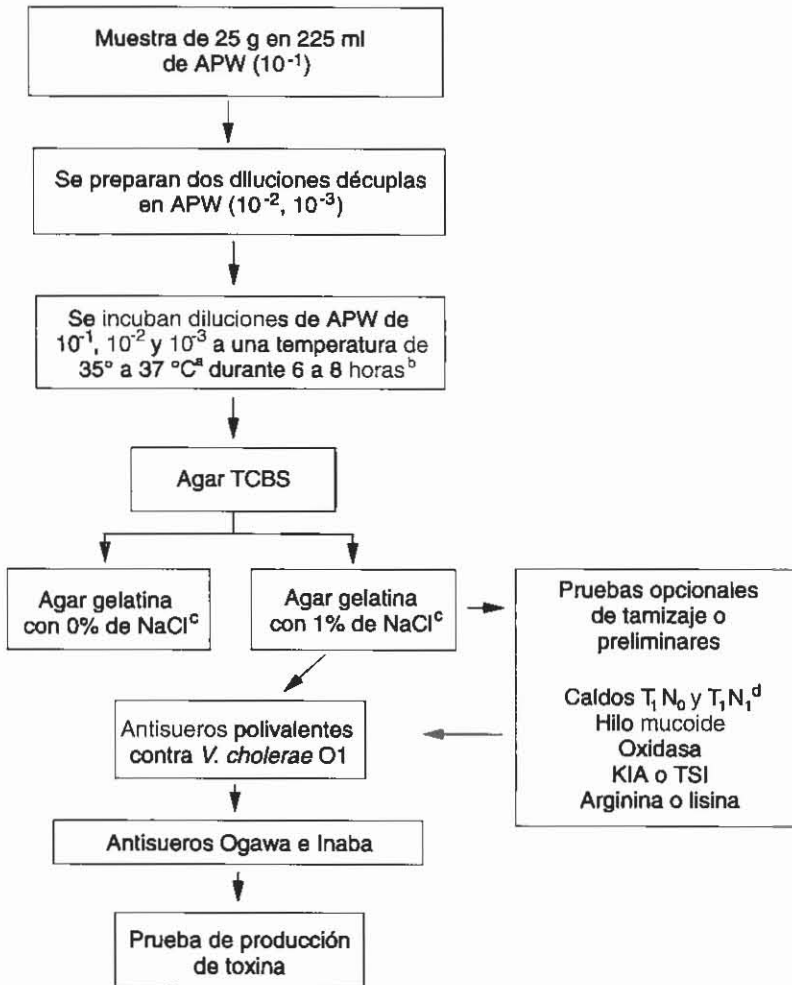 Muestra de 25 g en 225 ml
de APW (10⁻¹)
Se preparan dos diluciones décuplas
en APW (10⁻², 10⁻³)
Se incuban diluciones de APW de
10⁻¹, 10⁻² y 10⁻³ a una temperatura de
35° a 37 °Cᵃ durante 6 a 8 horasᵇ
Agar TCBS
Agar gelatina
con 0% de NaClᶜ
Agar gelatina
con 1% de NaClᶜ
Pruebas opcionales
de tamizaje o
preliminares
Caldos T₁N₀ y T₁N₁ᵈ
Hilo mucoide
Oxidasa
KIA o TSI
Arginina o lisina
Antisueros polivalentes
contra V. cholerae O1
Antisueros Ogawa e Inaba
Prueba de producción
de toxina